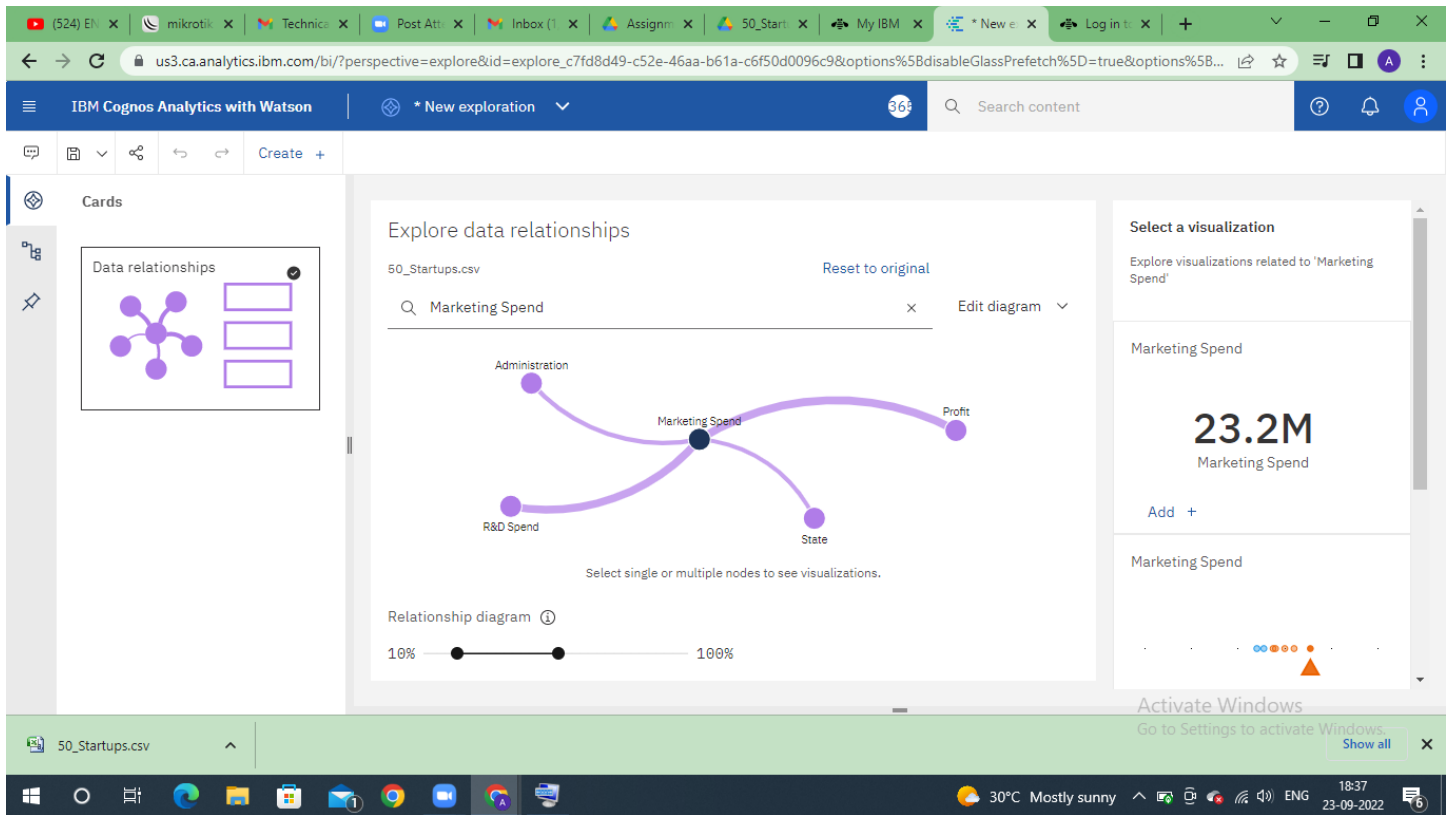 (524) EN
mikrotik
Technica
Post Atte
Inbox (1,
Assignm
50_Start
My IBM
* New e
Log in to
us3.ca.analytics.ibm.com/bi/?perspective=explore&id=explore_c7fd8d49-c52e-46aa-b61a-c6f50d0096c9&options%5BdisableGlassPrefetch%5D=true&options%5B...
A
IBM Cognos Analytics with Watson
* New exploration
365
Search content
Create +
Cards
Data relationships
Explore data relationships
50_Startups.csv
Reset to original
Marketing Spend
Edit diagram
Administration
Marketing Spend
Profit
R&D Spend
State
Select single or multiple nodes to see visualizations.
Relationship diagram
10%
100%
Select a visualization
Explore visualizations related to 'Marketing
Spend'
Marketing Spend
23.2M
Marketing Spend
Add +
Marketing Spend
Activate Windows
Go to Settings to activate Windows.
50_Startups.csv
Show all
1
A
30°C Mostly sunny
ENG
18:37
23-09-2022
6